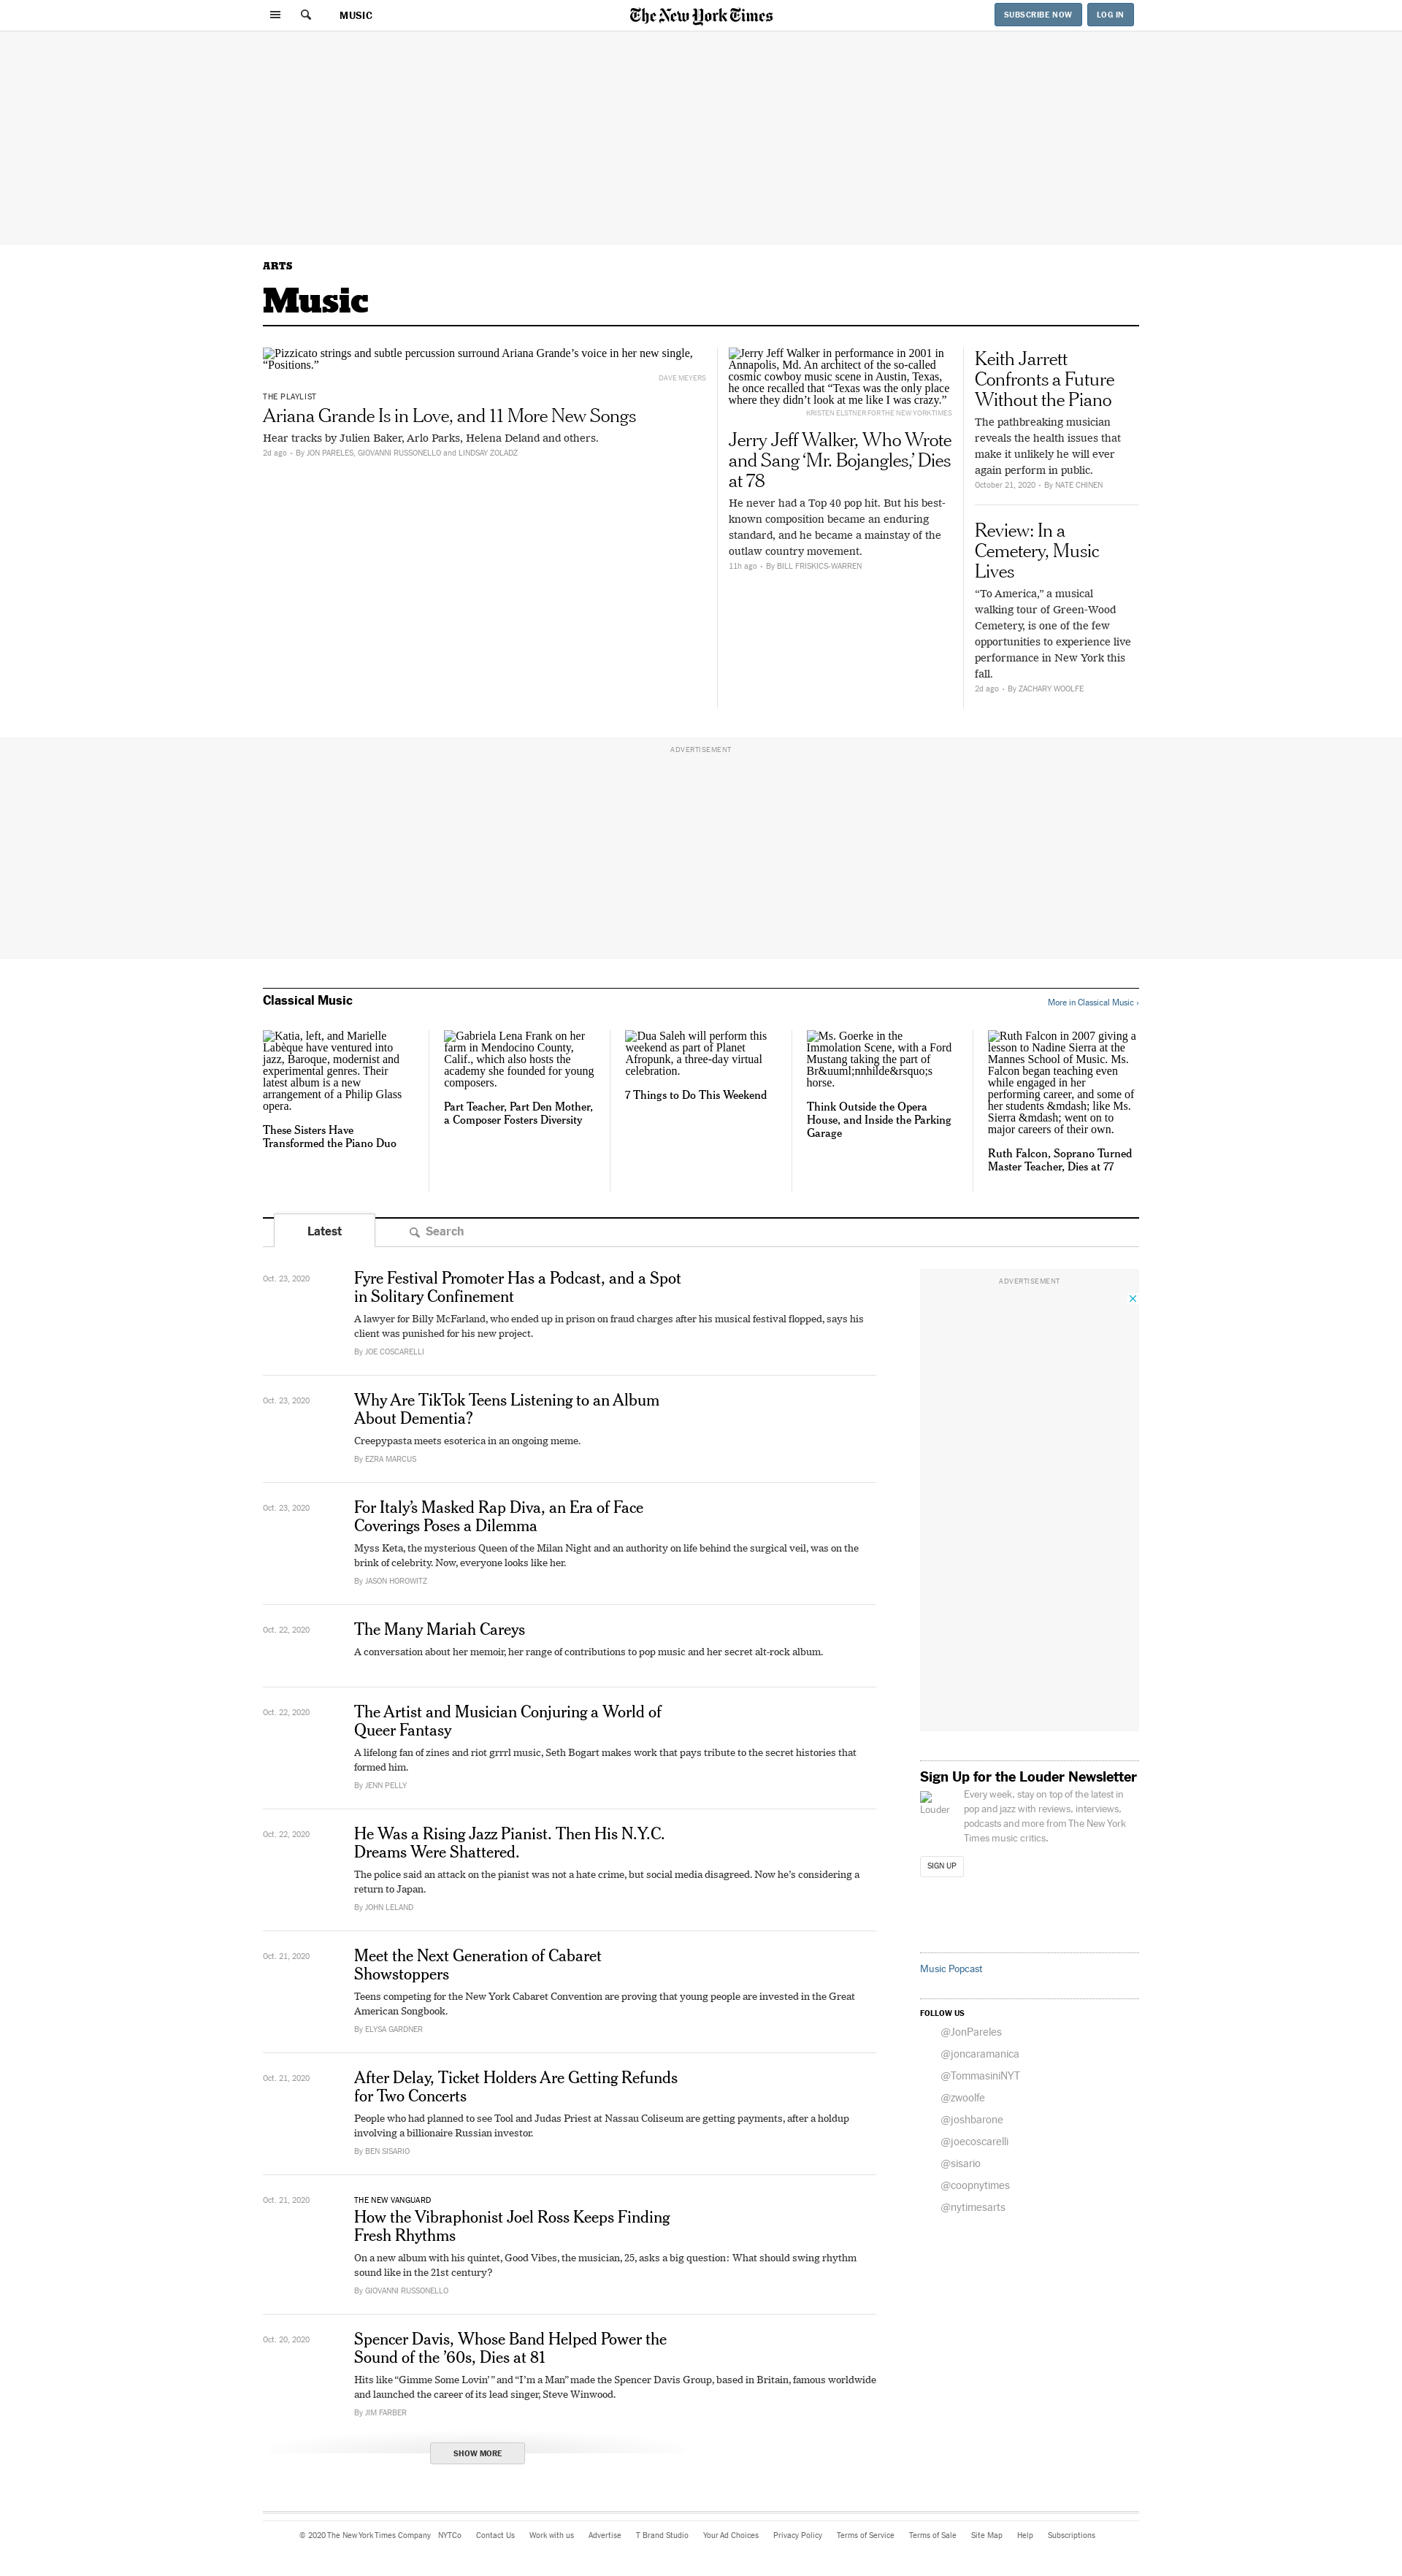 MUSIC
The New York Times
SUBSCRIBE NOW
LOG IN
ARTS
Music
Pizzicato strings and subtle percussion surround Ariana Grande’s voice in her new single,
“Positions.”
DAVE MEYERS
THE PLAYLIST
Ariana Grande Is in Love, and 11 More New Songs
Hear tracks by Julien Baker, Arlo Parks, Helena Deland and others.
2d ago • By JON PARELES, GIOVANNI RUSSONELLO and LINDSAY ZOLADZ
Jerry Jeff Walker in performance in 2001 in
Annapolis, Md. An architect of the so-called
cosmic cowboy music scene in Austin, Texas,
he once recalled that “Texas was the only place
where they didn’t look at me like I was crazy.”
KRISTEN ELSTNER FOR THE NEW YORK TIMES
Jerry Jeff Walker, Who Wrote
and Sang ‘Mr. Bojangles,’ Dies
at 78
He never had a Top 40 pop hit. But his best-
known composition became an enduring
standard, and he became a mainstay of the
outlaw country movement.
11h ago • By BILL FRISKICS-WARREN
Keith Jarrett
Confronts a Future
Without the Piano
The pathbreaking musician
reveals the health issues that
make it unlikely he will ever
again perform in public.
October 21, 2020 • By NATE CHINEN
Review: In a
Cemetery, Music
Lives
“To America,” a musical
walking tour of Green-Wood
Cemetery, is one of the few
opportunities to experience live
performance in New York this
fall.
2d ago • By ZACHARY WOOLFE
ADVERTISEMENT
Classical Music
More in Classical Music ›
Katia, left, and Marielle
Labèque have ventured into
jazz, Baroque, modernist and
experimental genres. Their
latest album is a new
arrangement of a Philip Glass
opera.
These Sisters Have
Transformed the Piano Duo
Gabriela Lena Frank on her
farm in Mendocino County,
Calif., which also hosts the
academy she founded for young
composers.
Part Teacher, Part Den Mother,
a Composer Fosters Diversity
Dua Saleh will perform this
weekend as part of Planet
Afropunk, a three-day virtual
celebration.
7 Things to Do This Weekend
Ms. Goerke in the
Immolation Scene, with a Ford
Mustang taking the part of
Br&uuml;nnhilde&rsquo;s
horse.
Think Outside the Opera
House, and Inside the Parking
Garage
Ruth Falcon in 2007 giving a
lesson to Nadine Sierra at the
Mannes School of Music. Ms.
Falcon began teaching even
while engaged in her
performing career, and some of
her students &mdash; like Ms.
Sierra &mdash; went on to
major careers of their own.
Ruth Falcon, Soprano Turned
Master Teacher, Dies at 77
Latest
Search
Oct. 23, 2020
Fyre Festival Promoter Has a Podcast, and a Spot
in Solitary Confinement
A lawyer for Billy McFarland, who ended up in prison on fraud charges after his musical festival flopped, says his
client was punished for his new project.
By JOE COSCARELLI
Oct. 23, 2020
Why Are TikTok Teens Listening to an Album
About Dementia?
Creepypasta meets esoterica in an ongoing meme.
By EZRA MARCUS
Oct. 23, 2020
For Italy’s Masked Rap Diva, an Era of Face
Coverings Poses a Dilemma
Myss Keta, the mysterious Queen of the Milan Night and an authority on life behind the surgical veil, was on the
brink of celebrity. Now, everyone looks like her.
By JASON HOROWITZ
Oct. 22, 2020
The Many Mariah Careys
A conversation about her memoir, her range of contributions to pop music and her secret alt-rock album.
Oct. 22, 2020
The Artist and Musician Conjuring a World of
Queer Fantasy
A lifelong fan of zines and riot grrrl music, Seth Bogart makes work that pays tribute to the secret histories that
formed him.
By JENN PELLY
Oct. 22, 2020
He Was a Rising Jazz Pianist. Then His N.Y.C.
Dreams Were Shattered.
The police said an attack on the pianist was not a hate crime, but social media disagreed. Now he’s considering a
return to Japan.
By JOHN LELAND
Oct. 21, 2020
Meet the Next Generation of Cabaret
Showstoppers
Teens competing for the New York Cabaret Convention are proving that young people are invested in the Great
American Songbook.
By ELYSA GARDNER
Oct. 21, 2020
After Delay, Ticket Holders Are Getting Refunds
for Two Concerts
People who had planned to see Tool and Judas Priest at Nassau Coliseum are getting payments, after a holdup
involving a billionaire Russian investor.
By BEN SISARIO
Oct. 21, 2020
THE NEW VANGUARD
How the Vibraphonist Joel Ross Keeps Finding
Fresh Rhythms
On a new album with his quintet, Good Vibes, the musician, 25, asks a big question: What should swing rhythm
sound like in the 21st century?
By GIOVANNI RUSSONELLO
Oct. 20, 2020
Spencer Davis, Whose Band Helped Power the
Sound of the ’60s, Dies at 81
Hits like “Gimme Some Lovin’ ” and “I’m a Man” made the Spencer Davis Group, based in Britain, famous worldwide
and launched the career of its lead singer, Steve Winwood.
By JIM FARBER
SHOW MORE
ADVERTISEMENT
Sign Up for the Louder Newsletter
Louder
Every week, stay on top of the latest in
pop and jazz with reviews, interviews,
podcasts and more from The New York
Times music critics.
SIGN UP
Music Popcast
FOLLOW US
@JonPareles
@joncaramanica
@TommasiniNYT
@zwoolfe
@joshbarone
@joecoscarelli
@sisario
@coopnytimes
@nytimesarts
© 2020 The New York Times Company NYTCo Contact Us Work with us Advertise T Brand Studio Your Ad Choices Privacy Policy Terms of Service Terms of Sale Site Map Help Subscriptions